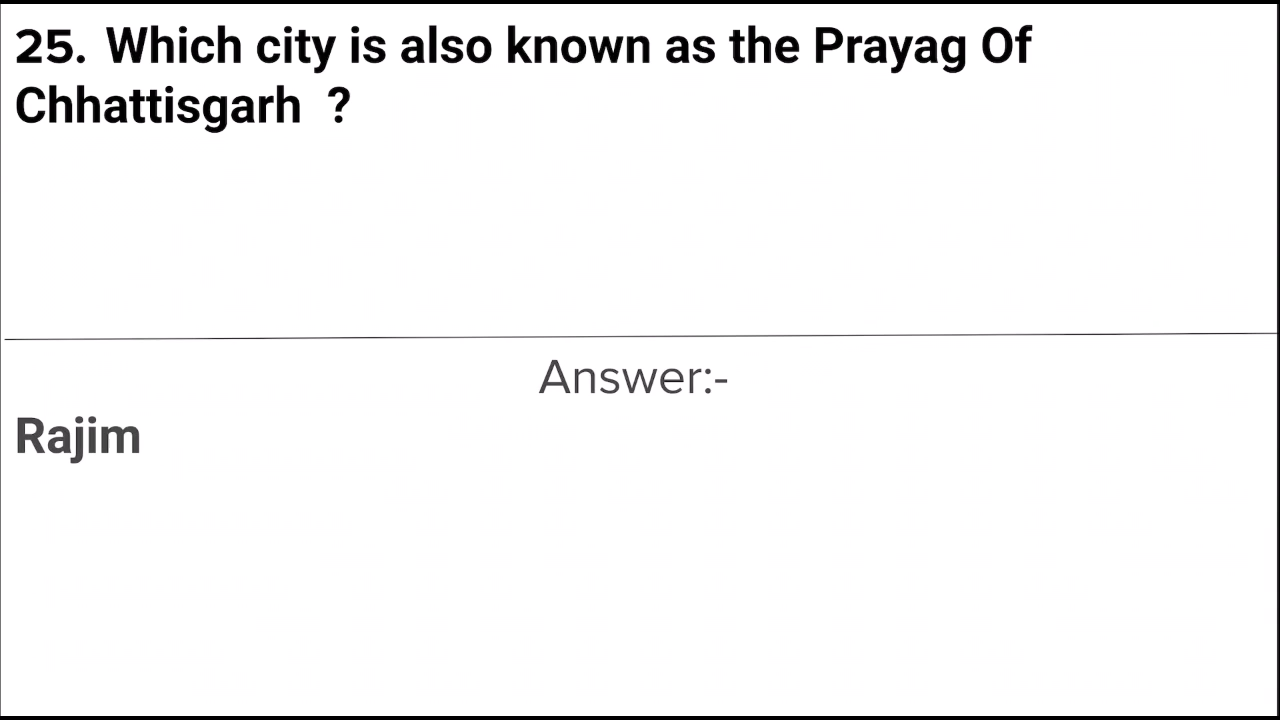 25. Which city is also known as the Prayag Of
Chhattisgarh ?
Answer:-
Rajim